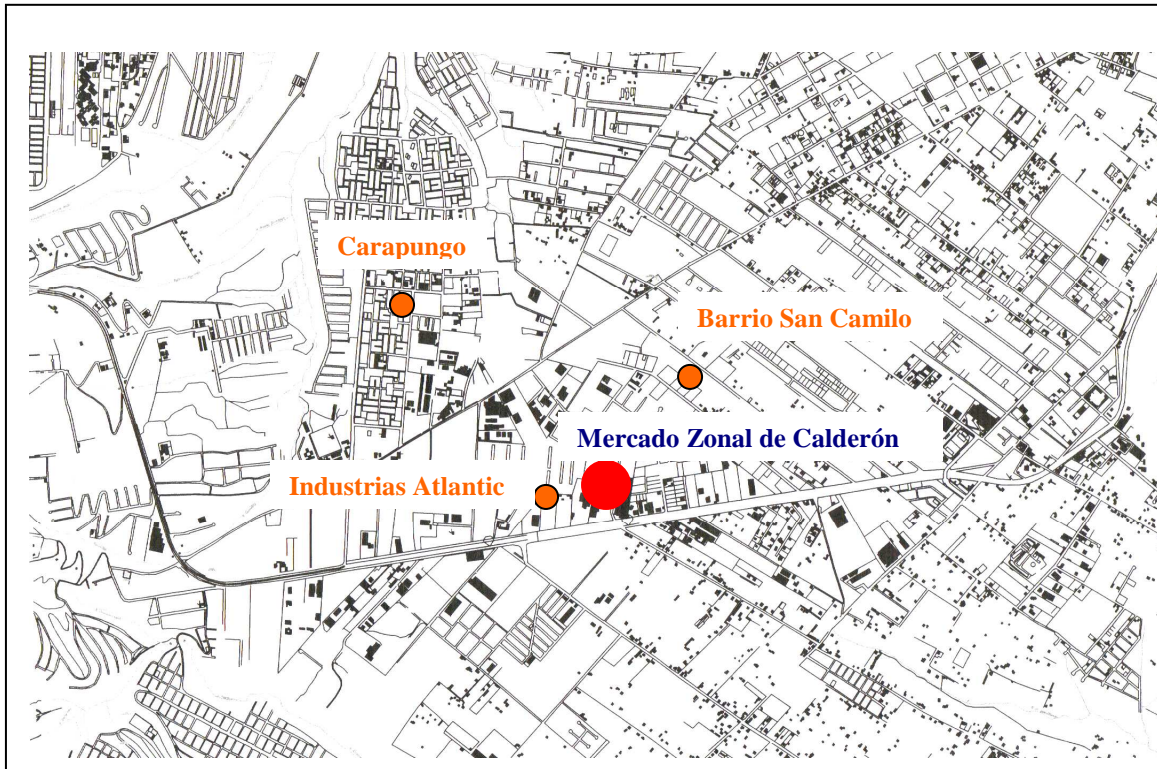 Carapungo
Barrio San Camilo
Mercado Zonal de Calderón
Industrias Atlantic